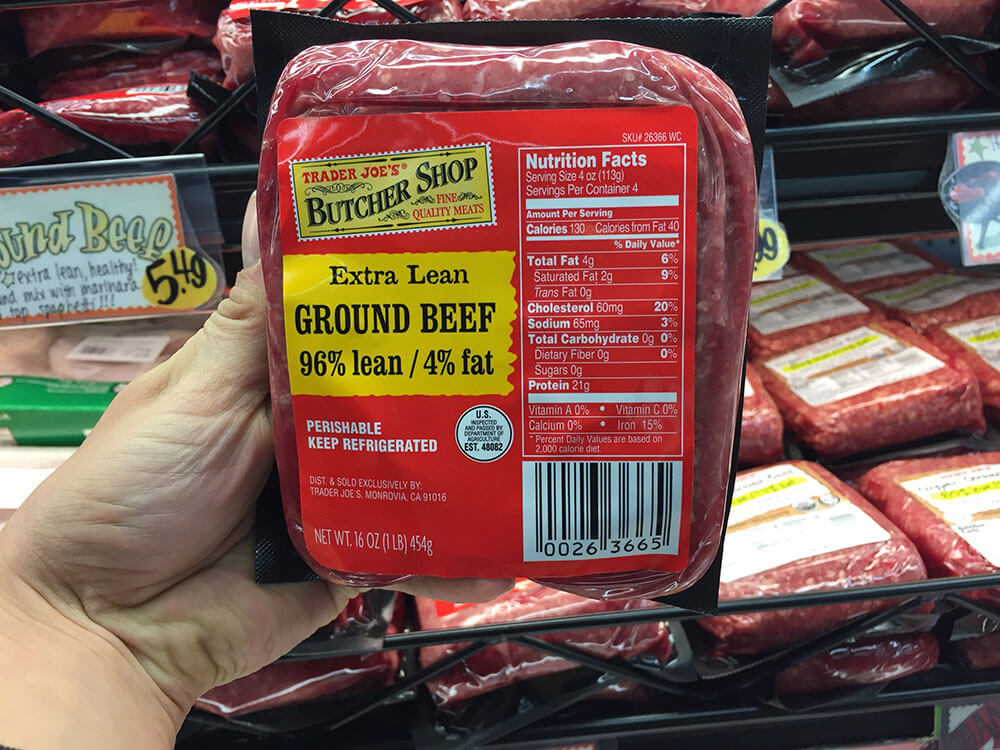 TRADER JOE'S®
BUTCHER SHOP
FINE
QUALITY MEATS
Extra Lean
GROUND BEEF
96% lean / 4% fat
PERISHABLE
KEEP REFRIGERATED
U.S.
INSPECTED
AND PASSED BY
DEPARTMENT OF
AGRICULTURE
EST. 48082
DIST. & SOLD EXCLUSIVELY BY:
TRADER JOE'S, MONROVIA, CA 91016
NET WT. 16 OZ (1 LB) 454g
SKU# 26366 WC
Nutrition Facts
Serving Size 4 oz (113g)
Servings Per Container 4
Amount Per Serving
Calories 130 Calories from Fat 40
% Daily Value*
Total Fat 4g 6%
Saturated Fat 2g 9%
Trans Fat 0g
Cholesterol 60mg 20%
Sodium 65mg 3%
Total Carbohydrate 0g 0%
Dietary Fiber 0g 0%
Sugars 0g
Protein 21g
Vitamin A 0% • Vitamin C 0%
Calcium 0% • Iron 15%
* Percent Daily Values are based on
2,000 calorie diet.
0026 3665
Beef
extra lean, healthy!
mix with marinara
top spaghetti!!!
5.49